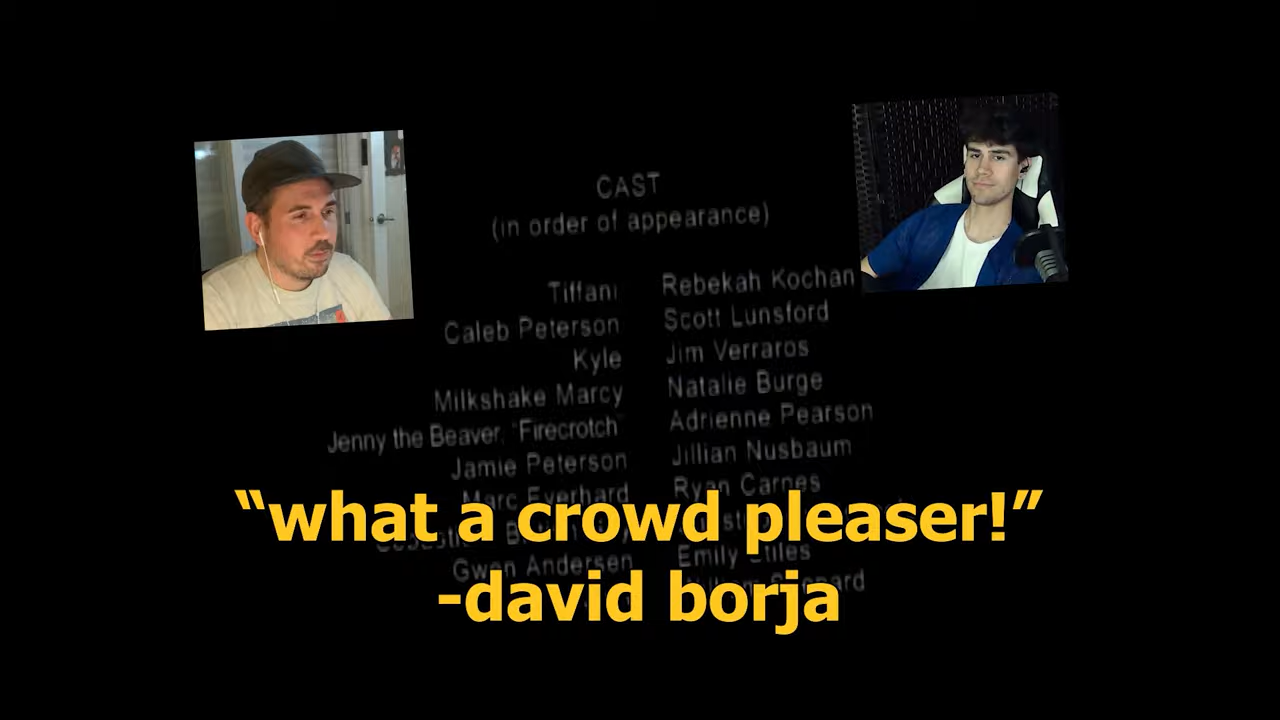 CAST
(in order of appearance)
Tiffani Rebekah Kochan
Caleb Peterson Scott Lunsford
Kyle Jim Verraros
Milkshake Marcy Natalie Burge
Jenny the Beaver, "Firecrotch" Adrienne Pearson
Jamie Peterson Jillian Nusbaum
Marc Everhard Ryan Carnes
“what a crowd pleaser!”
Gwen Andersen Emily Stiles
-david borja